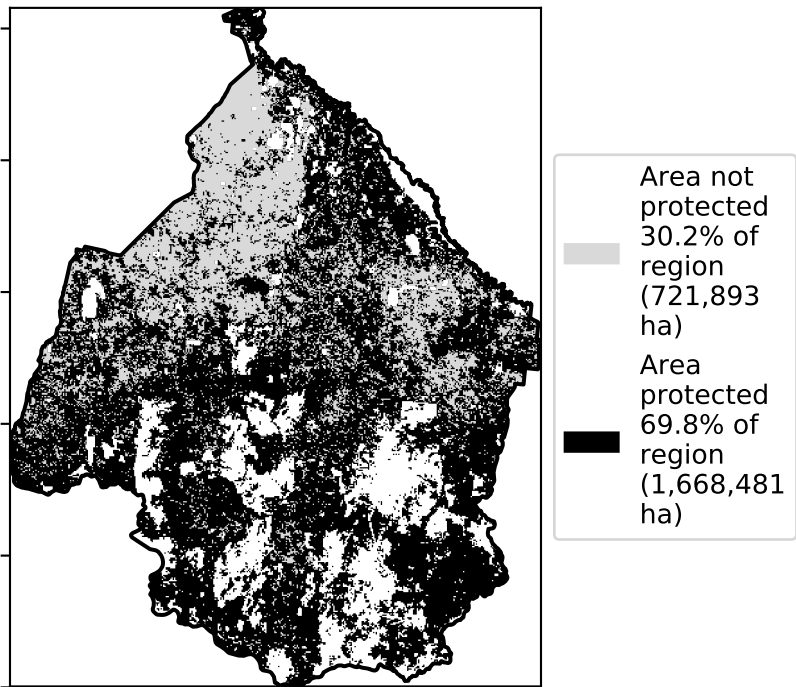 Area not
protected
30.2% of
region
(721,893
ha)
Area
protected
69.8% of
region
(1,668,481
ha)